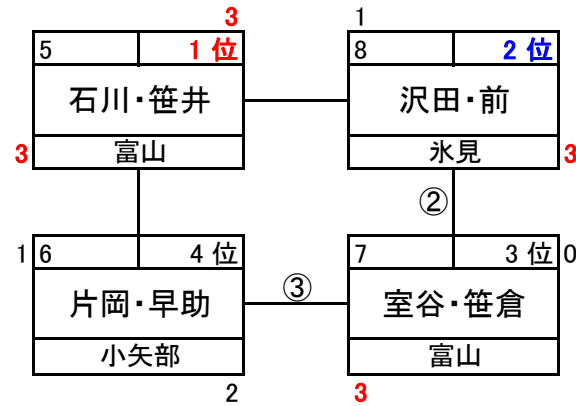 3 1
5 1 位 8 2 位
石川・笹井 沢田・前
3 富山 氷見 3
②
1 6 4 位 7 3 位 0
③
片岡・早助 室谷・笹倉
小矢部 富山
2 3